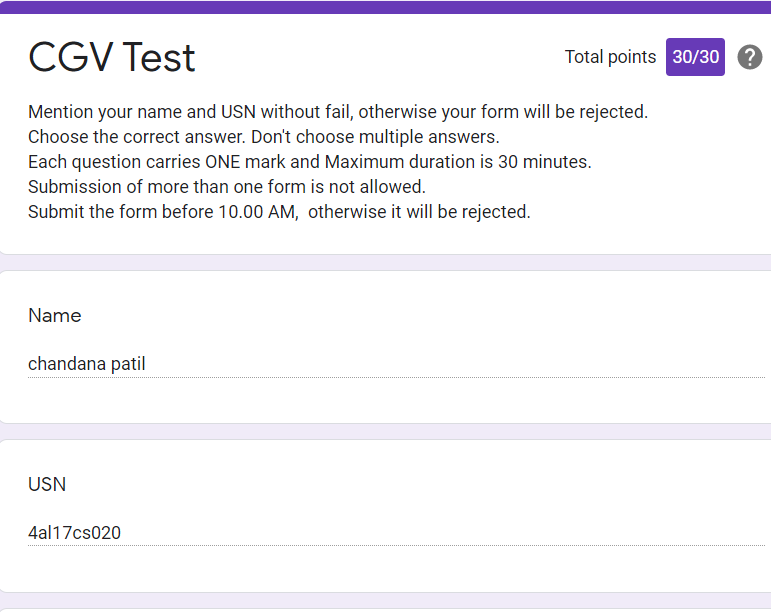 CGV Test
Total points 30/30 ?
Mention your name and USN without fail, otherwise your form will be rejected.
Choose the correct answer. Don't choose multiple answers.
Each question carries ONE mark and Maximum duration is 30 minutes.
Submission of more than one form is not allowed.
Submit the form before 10.00 AM,  otherwise it will be rejected.
Name
chandana patil
USN
4al17cs020